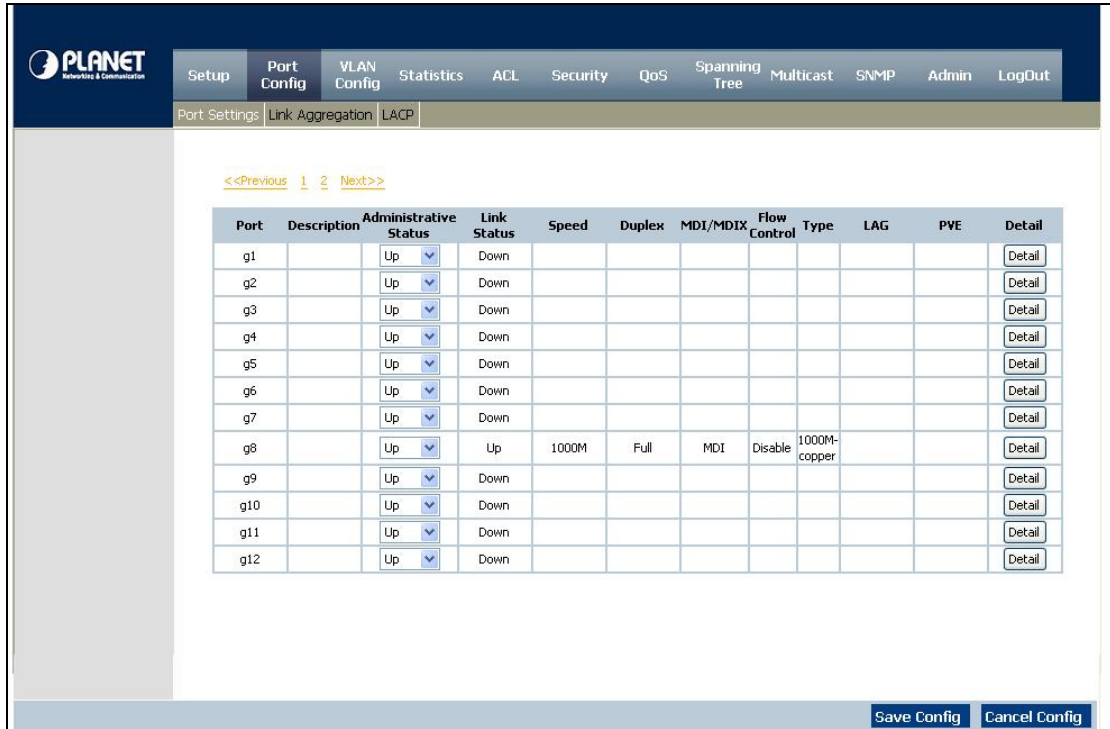 PLANET
Networking & Communication
Setup Port Config VLAN Config Statistics ACL Security QoS Spanning Tree Multicast SNMP Admin LogOut
Port Settings Link Aggregation LACP
<<Previous 1 2 Next>>
Port Description Administrative Status Link Status Speed Duplex MDI/MDIX Flow Control Type LAG PVE Detail
g1 Up Down Detail
g2 Up Down Detail
g3 Up Down Detail
g4 Up Down Detail
g5 Up Down Detail
g6 Up Down Detail
g7 Up Down Detail
g8 Up Up 1000M Full MDI Disable 1000M-copper Detail
g9 Up Down Detail
g10 Up Down Detail
g11 Up Down Detail
g12 Up Down Detail
Save Config Cancel Config